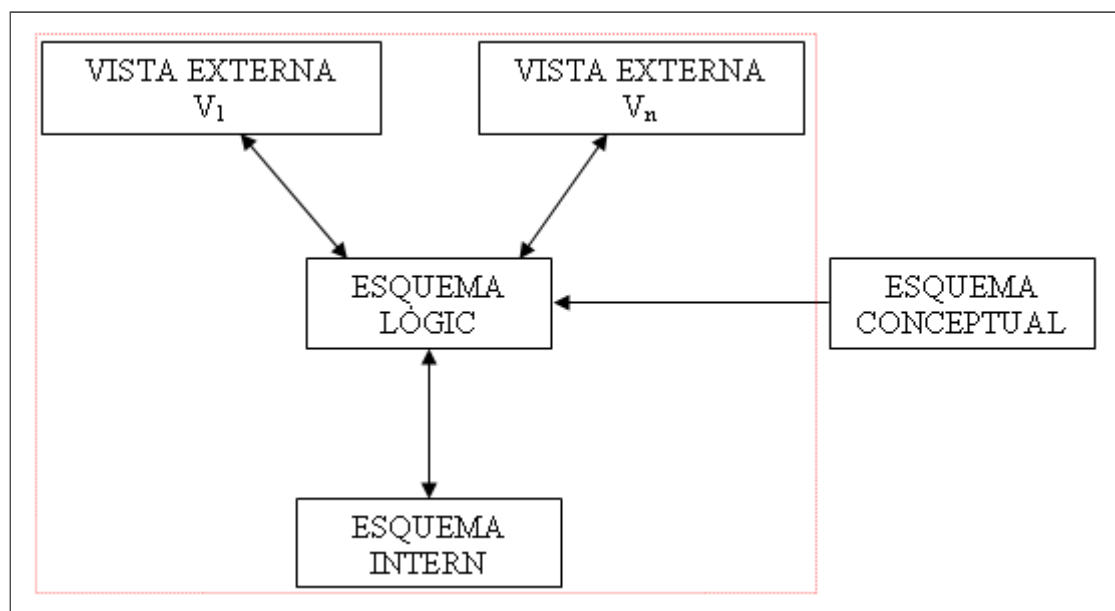 VISTA EXTERNA
V₁
VISTA EXTERNA
Vₙ
ESQUEMA
LÒGIC
ESQUEMA
CONCEPTUAL
ESQUEMA
INTERN